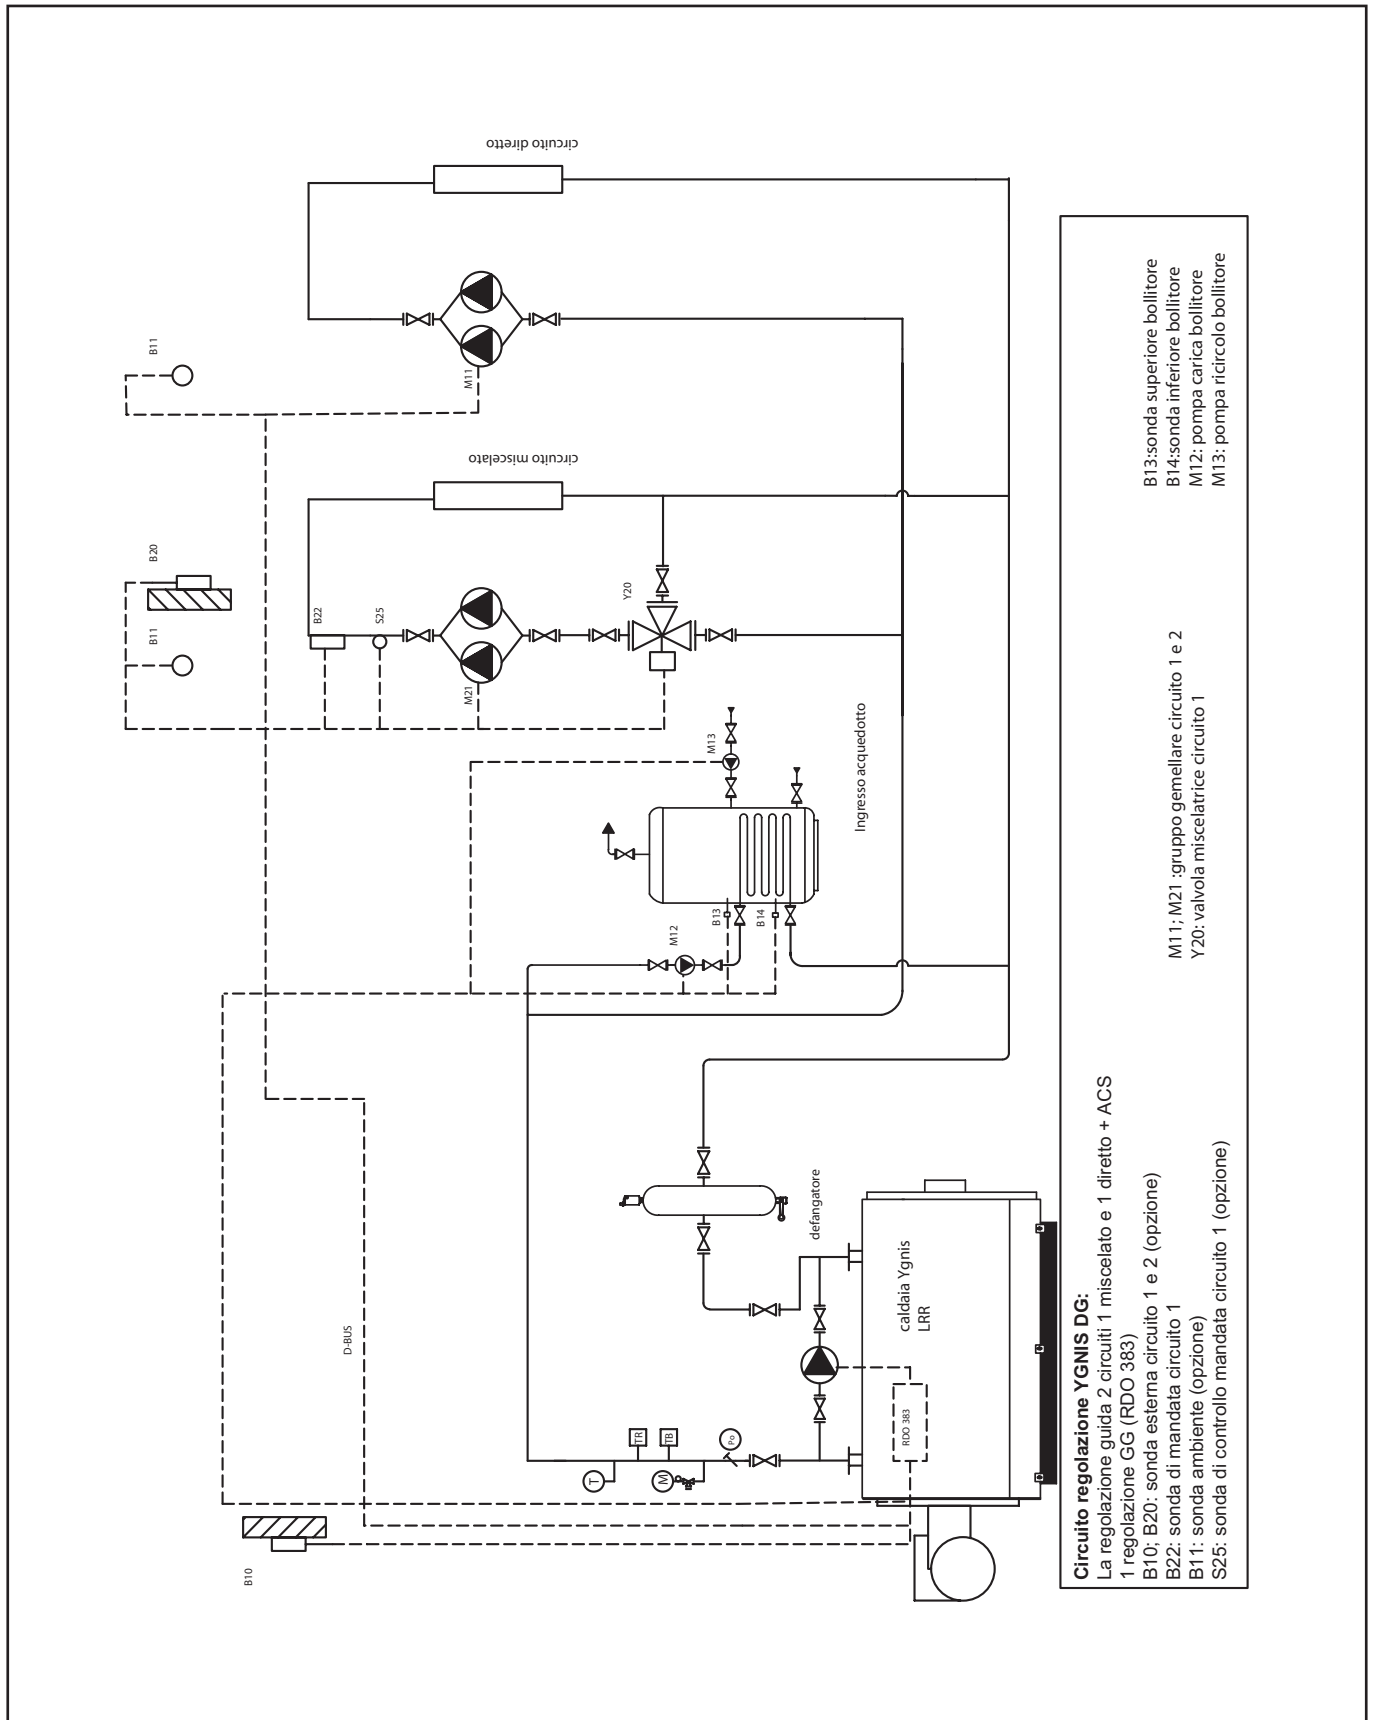 B10
D-BUS
B11
B20
B11
B22
S25
M21
Y20
circuito miscelato
M11
circuito diretto
T
TR
M
TB
Po
RDO 383
caldaia Ygnis
LRR
defangatore
M12
B13
B14
M13
Ingresso acquedotto
Circuito regolazione YGNIS DG:
La regolazione guida 2 circuiti 1 miscelato e 1 diretto + ACS
1 regolazione GG (RDO 383)
B10; B20: sonda esterna circuito 1 e 2 (opzione)
B22: sonda di mandata circuito 1
B11: sonda ambiente (opzione)
S25: sonda di controllo mandata circuito 1 (opzione)
M11; M21 :gruppo gemellare circuito 1 e 2
Y20: valvola miscelatrice circuito 1
B13:sonda superiore bollitore
B14:sonda inferiore bollitore
M12: pompa carica bollitore
M13: pompa ricircolo bollitore